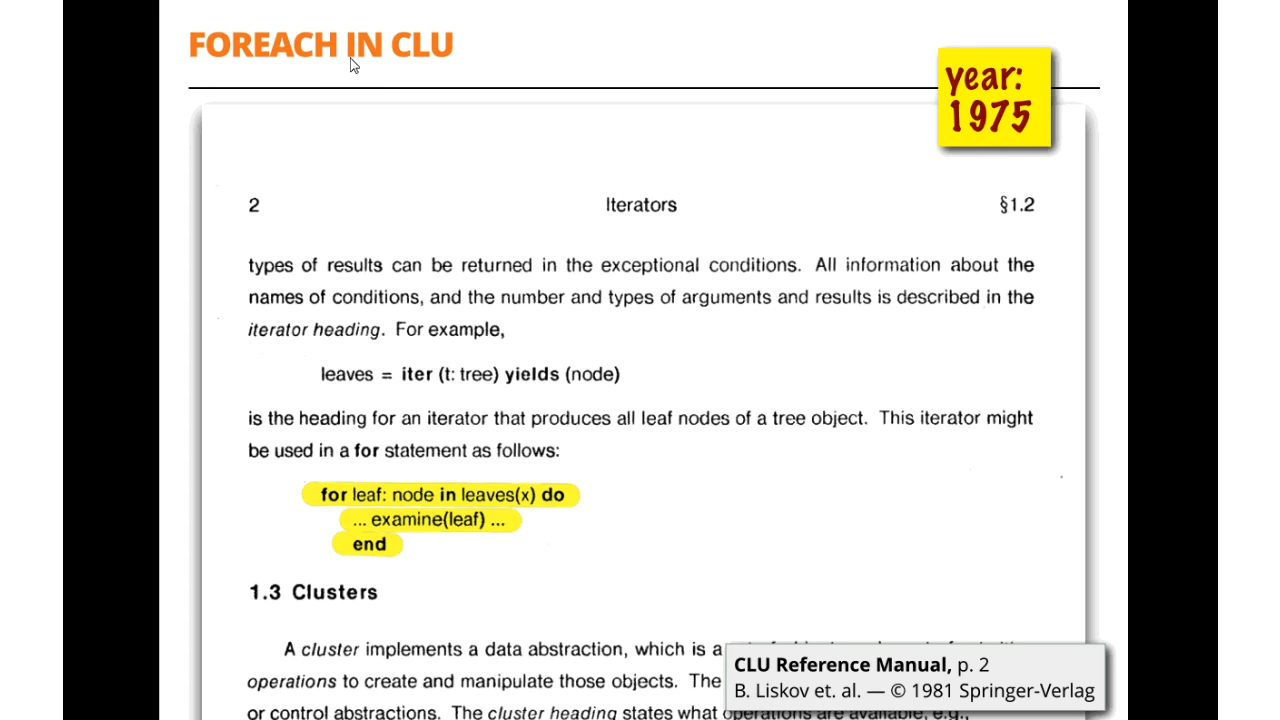 FOREACH IN CLU
year:
1975
2 Iterators §1.2
types of results can be returned in the exceptional conditions. All information about the
names of conditions, and the number and types of arguments and results is described in the
iterator heading. For example,
leaves = iter (t: tree) yields (node)
is the heading for an iterator that produces all leaf nodes of a tree object. This iterator might
be used in a for statement as follows:
for leaf: node in leaves(x) do
... examine(leaf) ...
end
1.3 Clusters
A cluster implements a data abstraction, which is a
operations to create and manipulate those objects. The
or control abstractions. The cluster heading states what operations are available, e.g.,
CLU Reference Manual, p. 2
B. Liskov et. al. — © 1981 Springer-Verlag